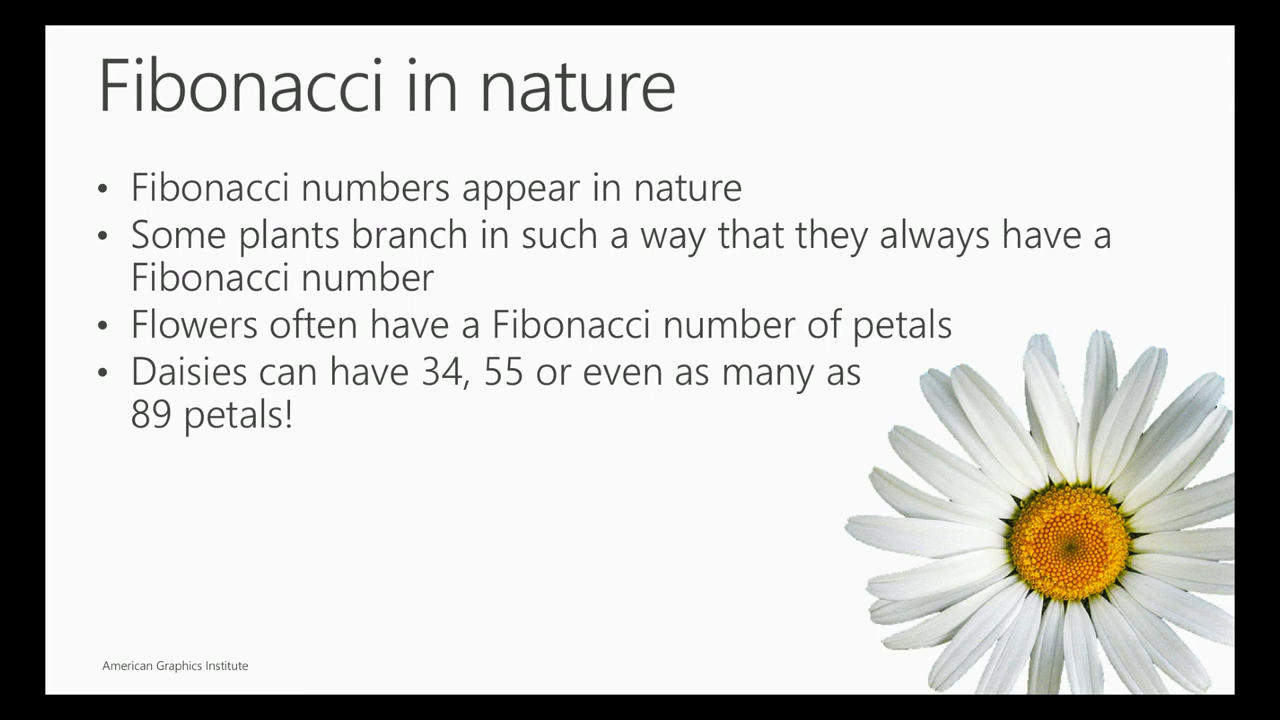 Fibonacci in nature
• Fibonacci numbers appear in nature
• Some plants branch in such a way that they always have a
Fibonacci number
• Flowers often have a Fibonacci number of petals
• Daisies can have 34, 55 or even as many as
89 petals!
American Graphics Institute